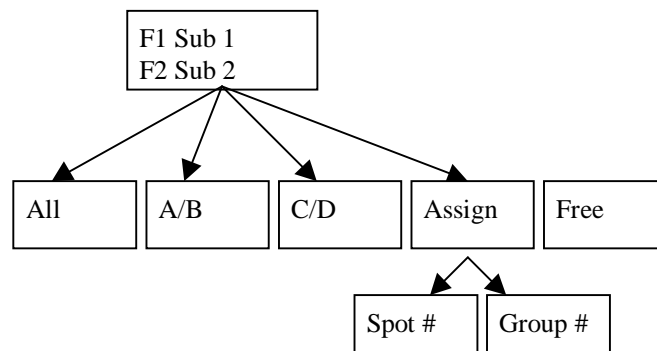 F1 Sub 1
F2 Sub 2
All
A/B
C/D
Assign
Free
Spot #
Group #